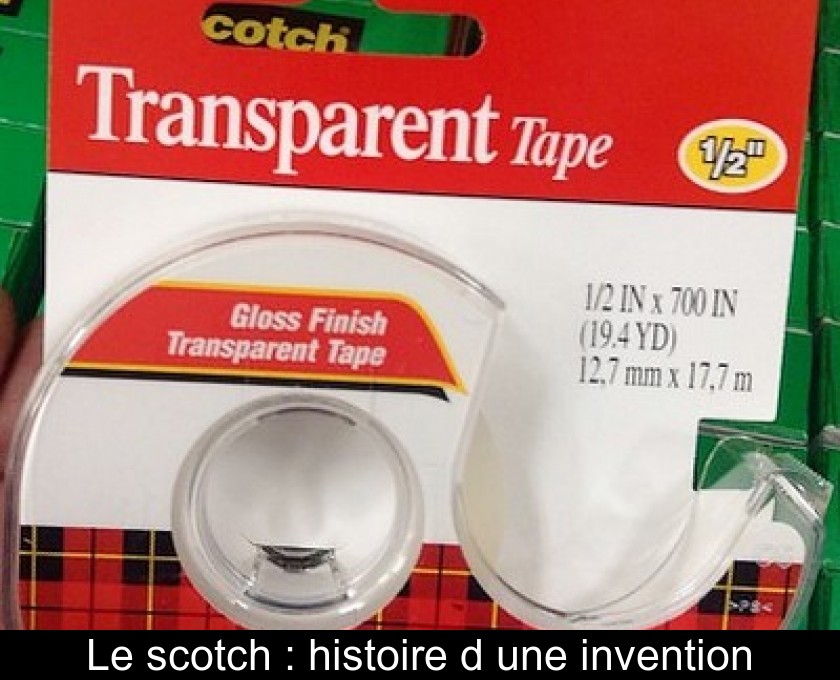 cotch
Transparent Tape
1/2"
Gloss Finish
Transparent Tape
1/2 IN x 700 IN
(19.4 YD)
12,7 mm x 17,7 m
>PS<
Le scotch : histoire d une invention